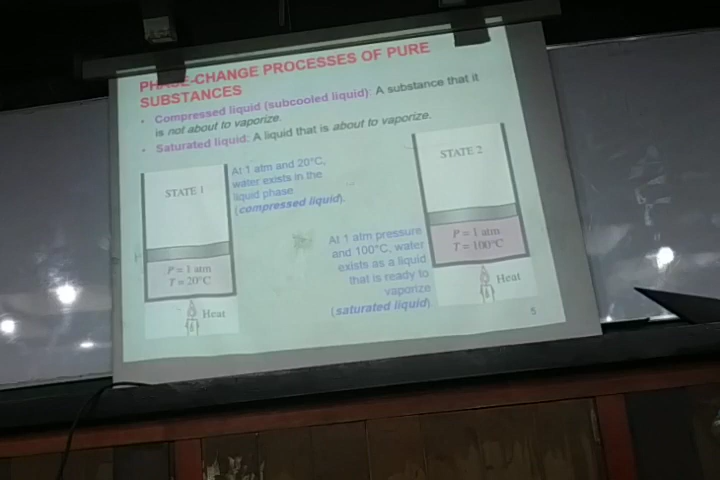 PHASE-CHANGE PROCESSES OF PURE
SUBSTANCES
• Compressed liquid (subcooled liquid): A substance that it
is not about to vaporize.
• Saturated liquid: A liquid that is about to vaporize.
STATE 1
At 1 atm and 20°C,
water exists in the
liquid phase
(compressed liquid).
P = 1 atm
T = 20°C
Heat
STATE 2
At 1 atm pressure
and 100°C, water
exists as a liquid
that is ready to
vaporize
(saturated liquid).
P = 1 atm
T = 100°C
Heat
5